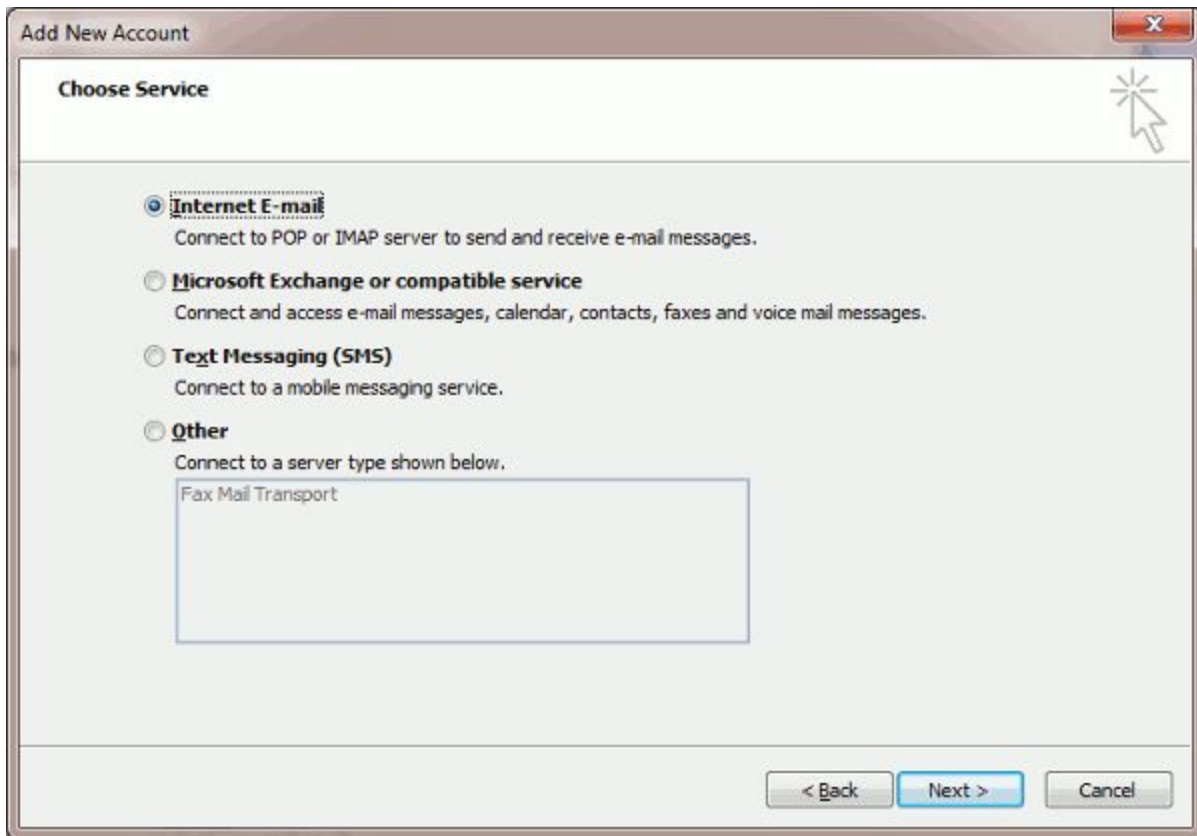 Add New Account
Choose Service
Internet E-mail
Connect to POP or IMAP server to send and receive e-mail messages.
Microsoft Exchange or compatible service
Connect and access e-mail messages, calendar, contacts, faxes and voice mail messages.
Text Messaging (SMS)
Connect to a mobile messaging service.
Other
Connect to a server type shown below.
Fax Mail Transport
< Back Next > Cancel